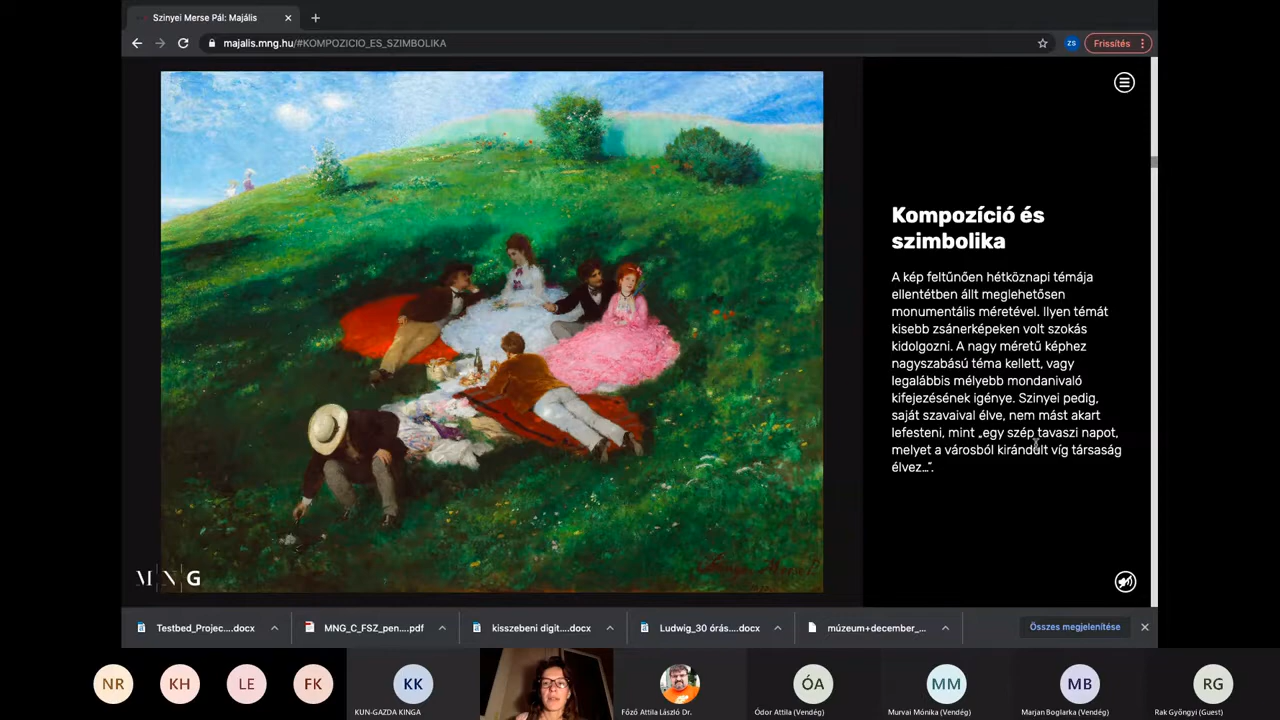 Szinyei Merse Pál: Majális
majalis.mng.hu/#KOMPOZICIO_ES_SZIMBOLIKA
ZS
Frissítés
Kompozíció és
szimbolika
A kép feltűnően hétköznapi témája
ellentétben állt meglehetősen
monumentális méretével. Ilyen témát
kisebb zsánerképeken volt szokás
kidolgozni. A nagy méretű képhez
nagyszabású téma kellett, vagy
legalábbis mélyebb mondanivaló
kifejezésének igénye. Szinyei pedig,
saját szavaival élve, nem mást akart
lefesteni, mint „egy szép tavaszi napot,
melyet a városból kirándult víg társaság
élvez…”.
M N G
Testbed_Projec....docx
MNG_C_FSZ_pen....pdf
kisszebeni digit....docx
Ludwig_30 órás....docx
múzeum+december_...
Összes megjelenítése
NR
KH
LE
FK
KK
ÓA
MM
MB
RG
KUN-GAZDA KINGA
Főző Attila László Dr.
Ódor Attila (Vendég)
Murvai Mónika (Vendég)
Marjan Boglarka (Vendég)
Rak Gyöngyi (Guest)